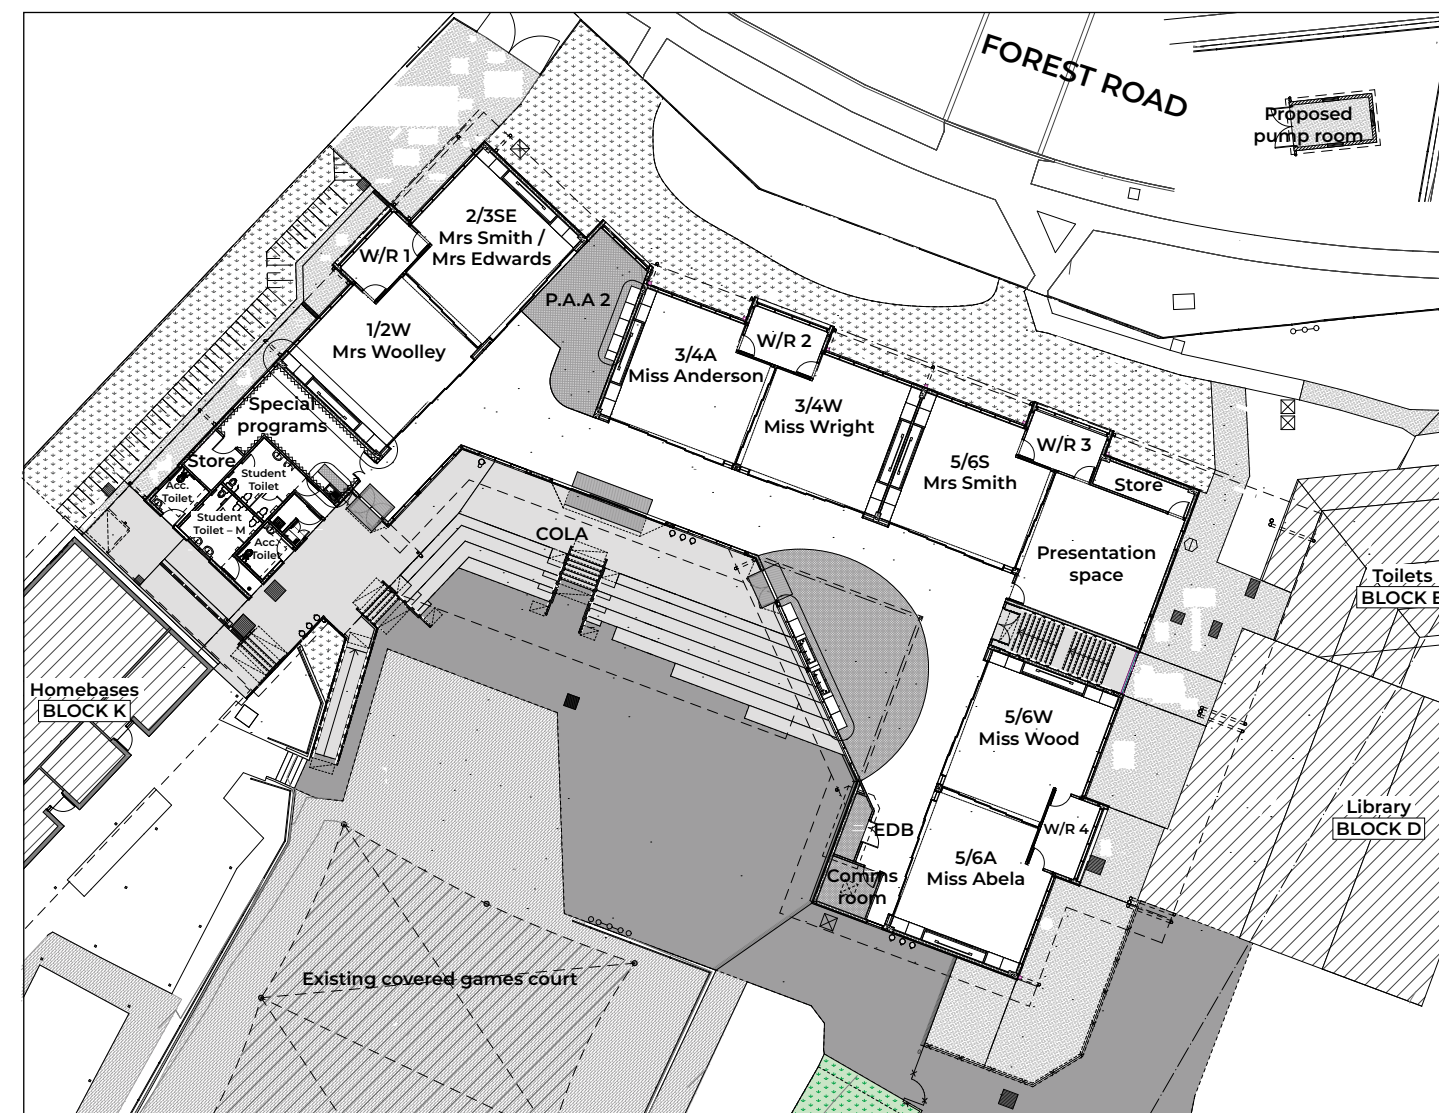 FOREST ROAD
Proposed
pump room
2/3SE
Mrs Smith /
Mrs Edwards
W/R 1
P.A.A 2
1/2W
Mrs Woolley
W/R 2
3/4A
Miss Anderson
3/4W
Miss Wright
Special
programs
W/R 3
Store
5/6S
Mrs Smith
Store
Student
Toilet
Acc.
Toilet
Student
Toilet – M
Acc.
Toilet
COLA
Presentation
space
Toilets
BLOCK E
Homebases
BLOCK K
5/6W
Miss Wood
Library
BLOCK D
EDB
W/R 4
5/6A
Miss Abela
Comms
room
Existing covered games court